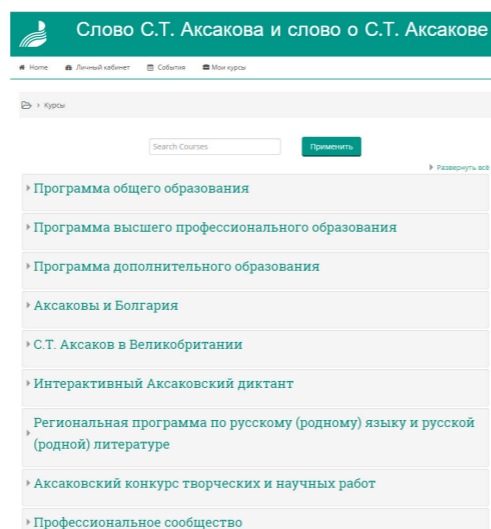 Слово С.Т. Аксакова и слово о С.Т. Аксакове
Home Личный кабинет События Мои курсы
Курсы
Search Courses Применить
Развернуть всё
Программа общего образования
Программа высшего профессионального образования
Программа дополнительного образования
Аксаковы и Болгария
С.Т. Аксаков в Великобритании
Интерактивный Аксаковский диктант
Региональная программа по русскому (родному) языку и русской
(родной) литературе
Аксаковский конкурс творческих и научных работ
Профессиональное сообщество